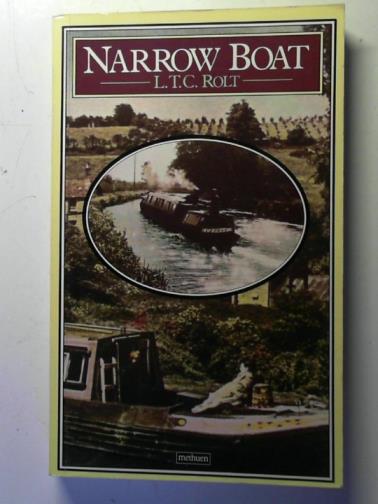 NARROW BOAT
L.T.C. ROLT
methuen